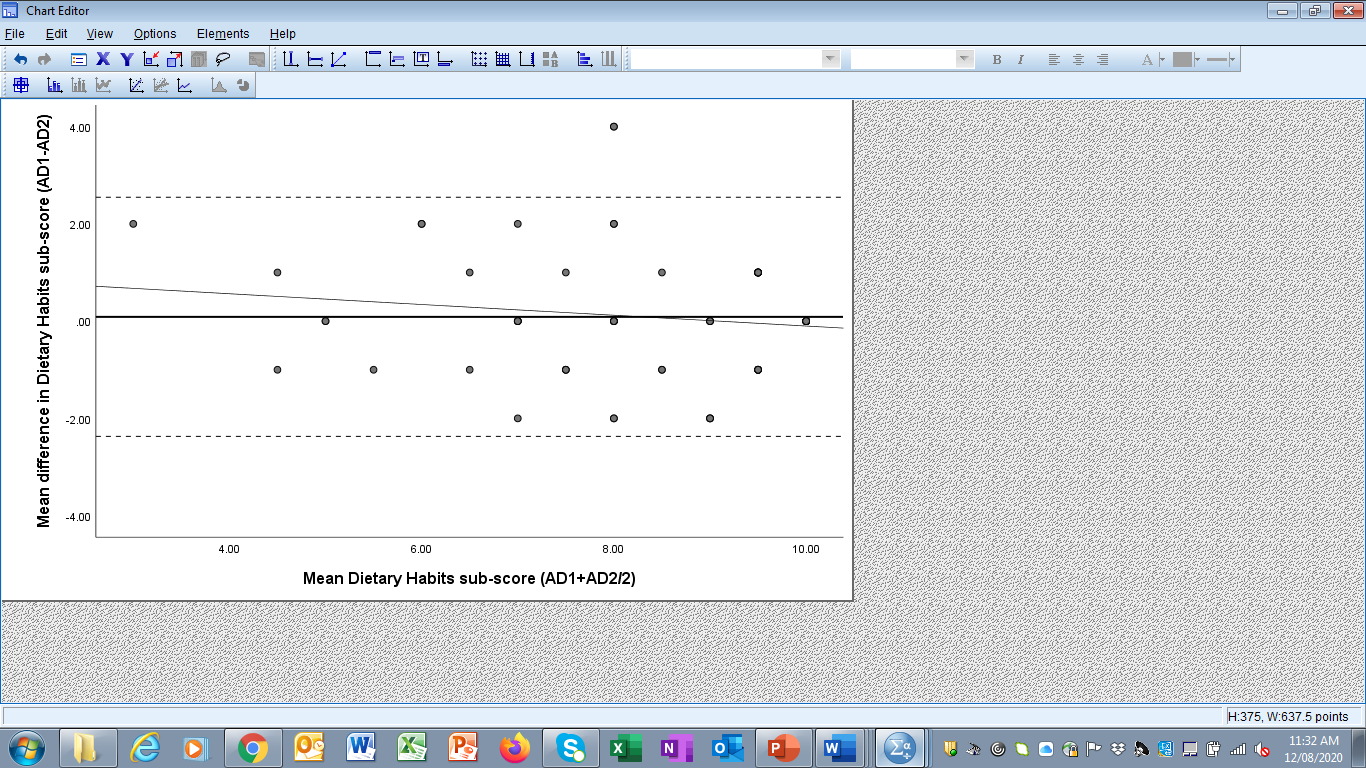 Chart Editor
File Edit View Options Elements Help
X Y
B I A
Mean difference in Dietary Habits sub-score (AD1-AD2)
4.00
2.00
.00
-2.00
-4.00
4.00 6.00 8.00 10.00
Mean Dietary Habits sub-score (AD1+AD2/2)
H:375, W:637.5 points
11:32 AM
12/08/2020